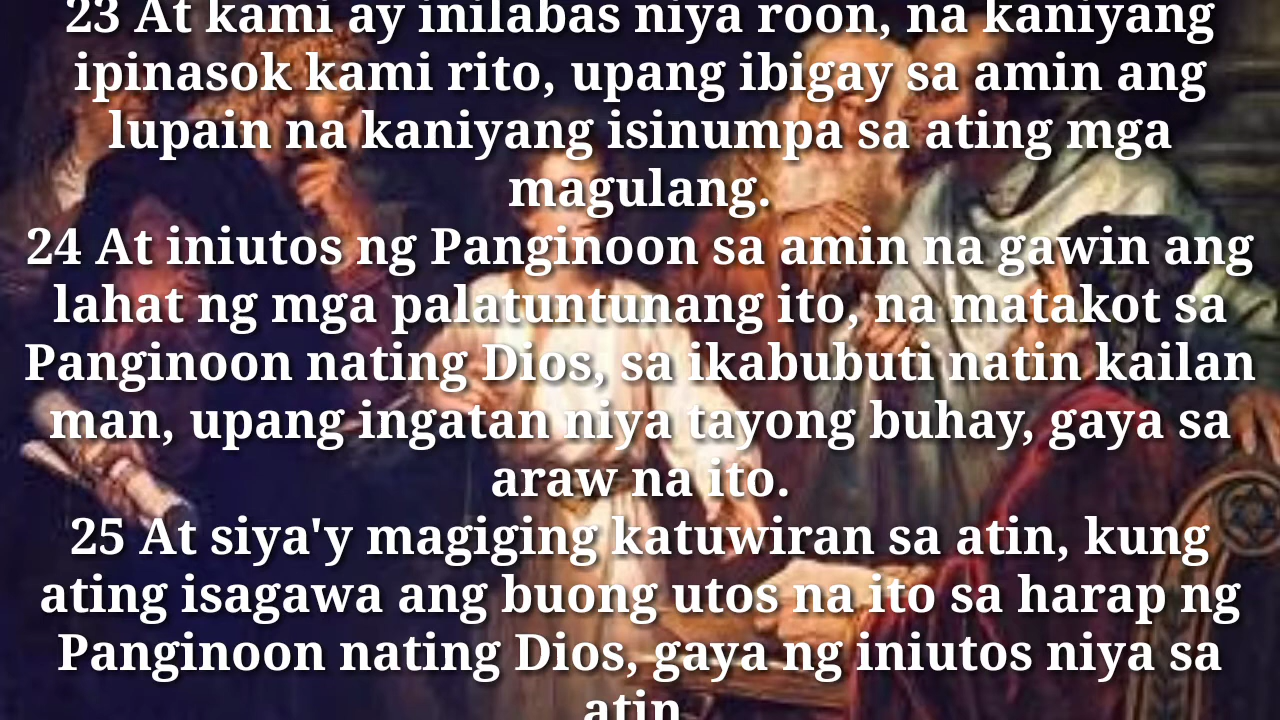 23 At kami ay inilabas niya roon, na kaniyang
ipinasok kami rito, upang ibigay sa amin ang
lupain na kaniyang isinumpa sa ating mga
magulang.
24 At iniutos ng Panginoon sa amin na gawin ang
lahat ng mga palatuntunang ito, na matakot sa
Panginoon nating Dios, sa ikabubuti natin kailan
man, upang ingatan niya tayong buhay, gaya sa
araw na ito.
25 At siya'y magiging katuwiran sa atin, kung
ating isagawa ang buong utos na ito sa harap ng
Panginoon nating Dios, gaya ng iniutos niya sa
atin